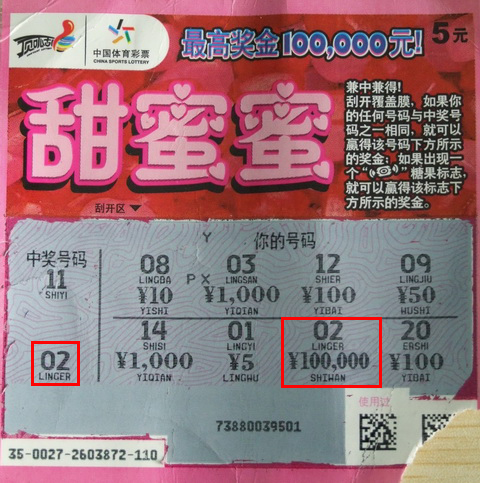 顶呱刮
中国体育彩票
CHINA SPORTS LOTTERY
最高奖金100,000元!
5元
甜蜜蜜
兼中兼得!
刮开覆盖膜,如果你
的任何号码与中奖号
码之一相同,就可以
赢得该号码下方所示
的奖金;如果出现一
个“ ”糖果标志,
就可以赢得该标志下
方所示的奖金。
刮开区
中奖号码
Y
你的号码
11
SHIYI
PX
08 03 12 09
LINGBA LINGSAN SHIER LINGJIU
¥10 ¥1,000 ¥100 ¥50
YISHI YIQIAN YIBAI WUSHI
02
LINGER
14 01 02 20
SHISI LINGYI LINGER ERSHI
¥1,000 ¥5 ¥100,000 ¥100
YIQIAN LINGWU SHIWAN YIBAI
使用过
73880039501
35-0027-2603872-110